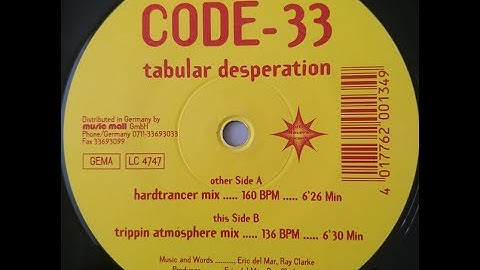 CODE-33
tabular desperation
Distributed in Germany by
music mail GmbH
Phone/Germany 0711-33693033
Fax 33693099
GEMA
LC 4747
4 017762 001349
other Side A
hardtrancer mix ..... 160 BPM ..... 6'26 Min
this Side B
trippin atmosphere mix ..... 136 BPM ..... 6'30 Min
Music and Words .........., Eric del Mar, Ray Clarke